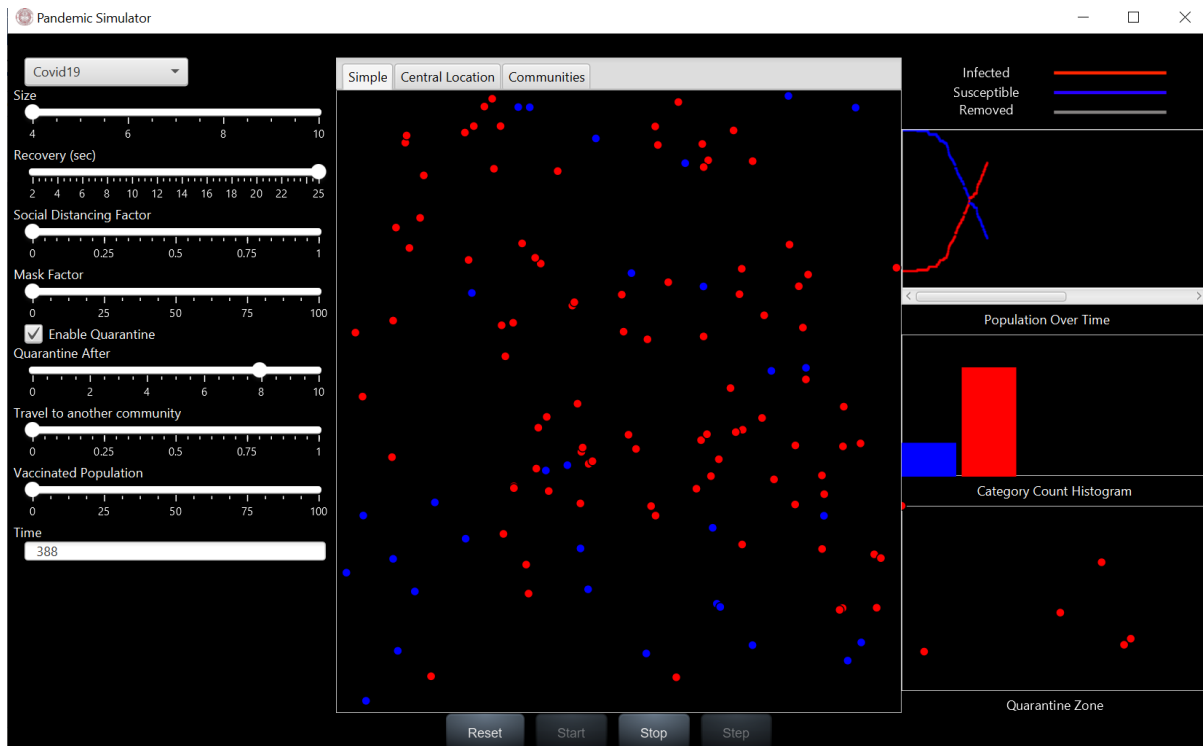 Pandemic Simulator
Covid19
Size
4 6 8 10
Recovery (sec)
2 4 6 8 10 12 14 16 18 20 22 25
Social Distancing Factor
0 0.25 0.5 0.75 1
Mask Factor
0 25 50 75 100
Enable Quarantine
Quarantine After
0 2 4 6 8 10
Travel to another community
0 0.25 0.5 0.75 1
Vaccinated Population
0 25 50 75 100
Time
388
Simple Central Location Communities
Reset Start Stop Step
Infected
Susceptible
Removed
Population Over Time
Category Count Histogram
Quarantine Zone